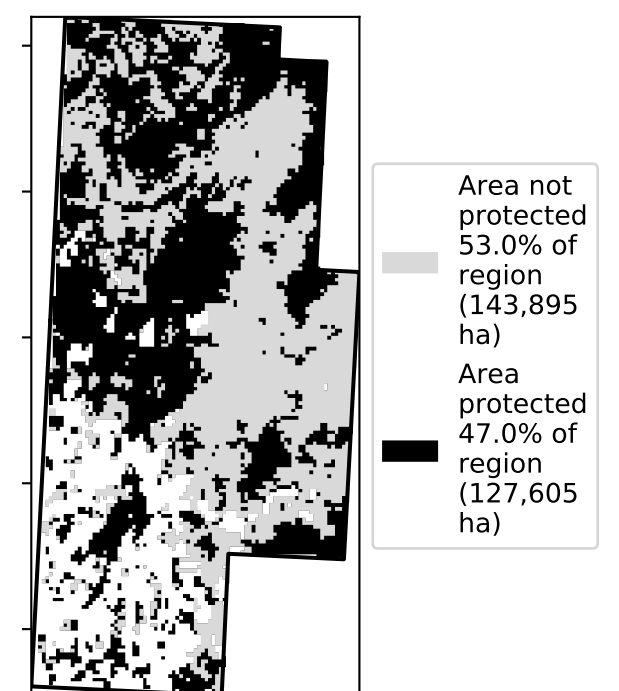 Area not
protected
53.0% of
region
(143,895
ha)
Area
protected
47.0% of
region
(127,605
ha)